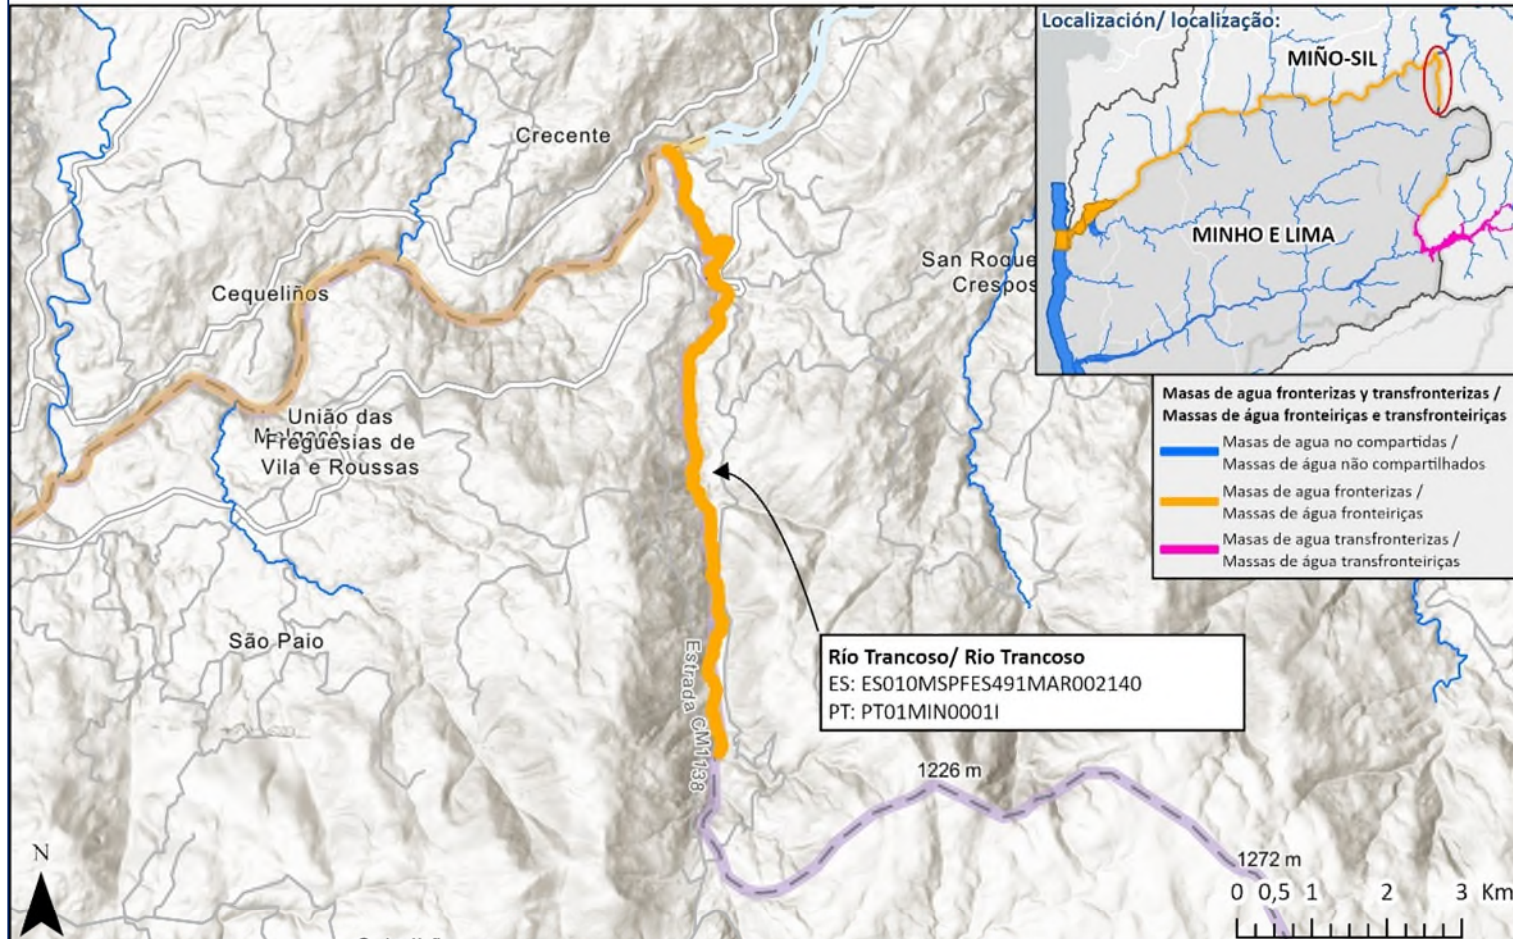 Localización/ localização:
MIÑO-SIL
MINHO E LIMA
Crecente
San Roque
Crespos
Cequeliños
União das
Freguesias de
Vila e Roussas
São Paio
Estrada CM1138
Masas de agua fronterizas y transfronterizas /
Massas de água fronteiriças e transfronteiriças
Masas de agua no compartidas /
Massas de água não compartilhados
Masas de agua fronterizas /
Massas de água fronteiriças
Masas de agua transfronterizas /
Massas de água transfronteiriças
Río Trancoso/ Rio Trancoso
ES: ES010MSPFES491MAR002140
PT: PT01MIN0001I
1226 m
1272 m
N
0 0,5 1 2 3 Km